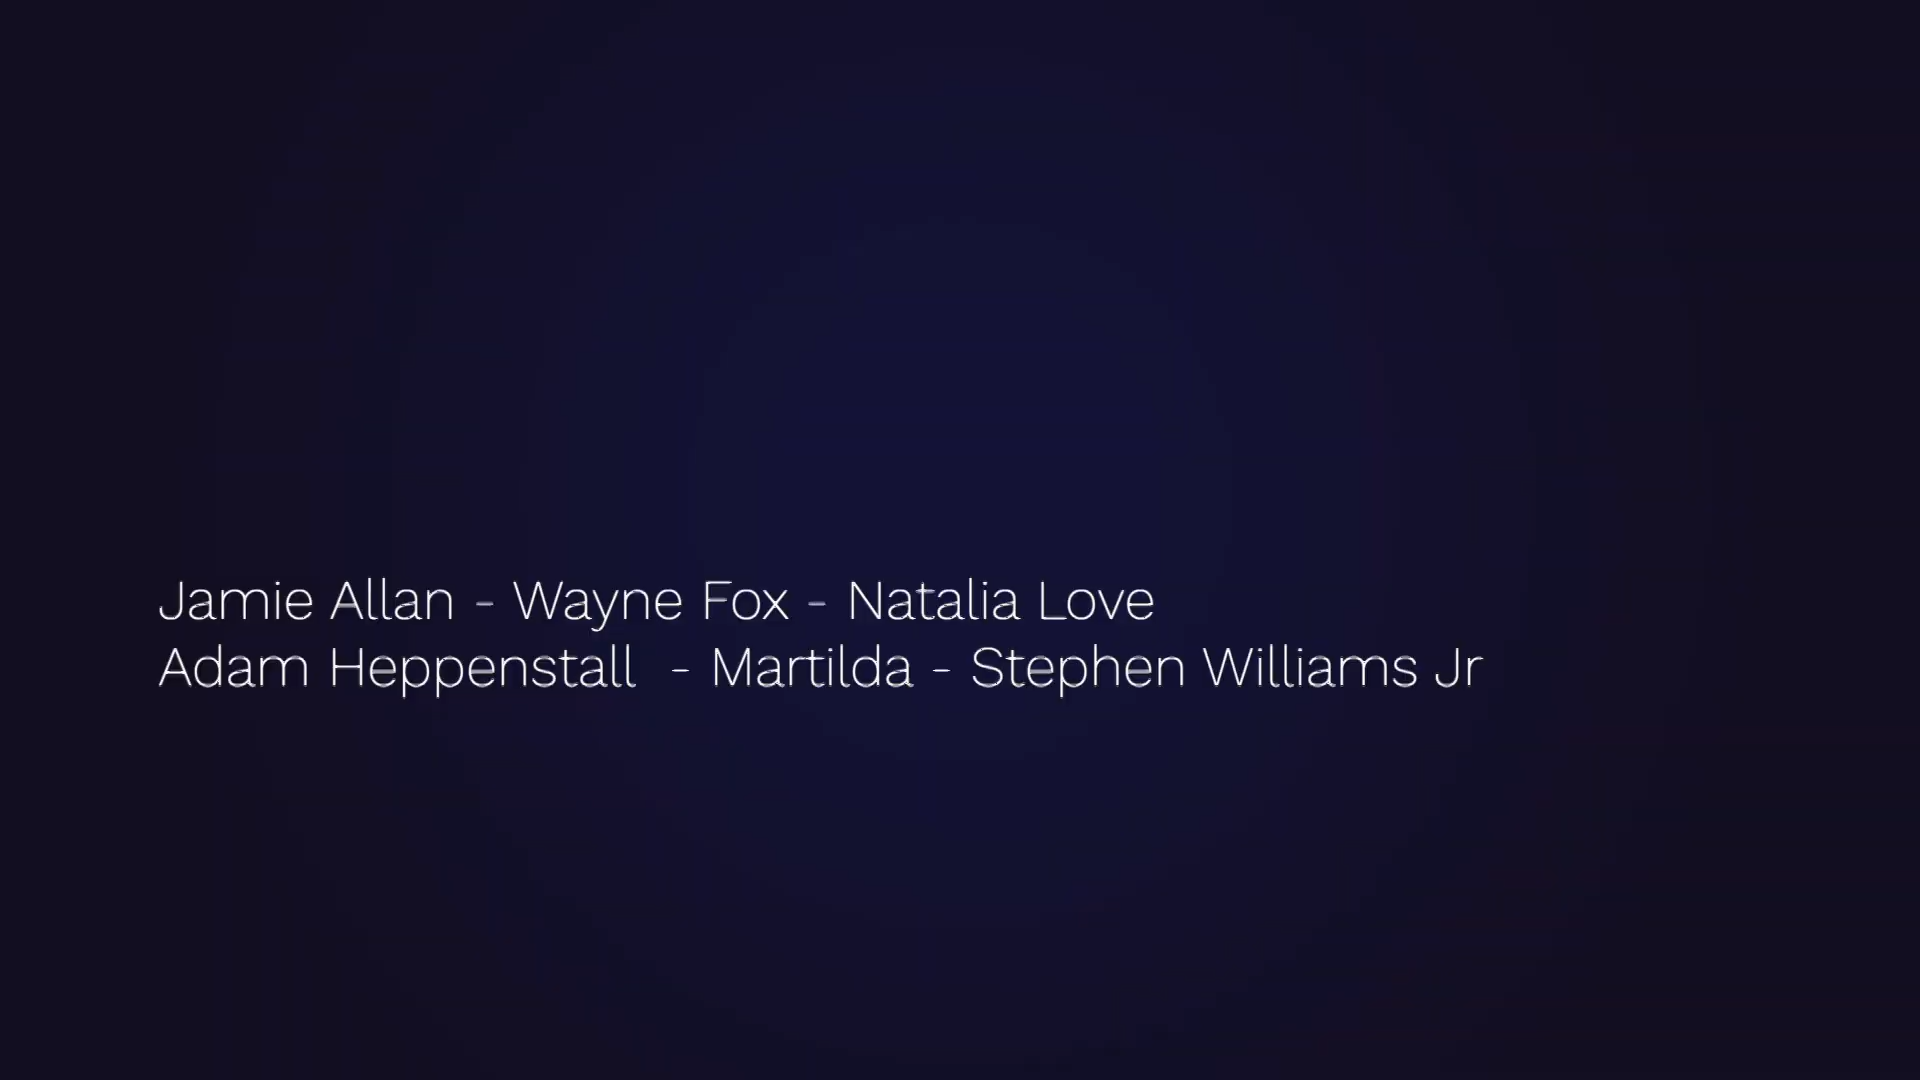 Jamie Allan - Wayne Fox - Natalia Love
Adam Heppenstall  - Martilda - Stephen Williams Jr